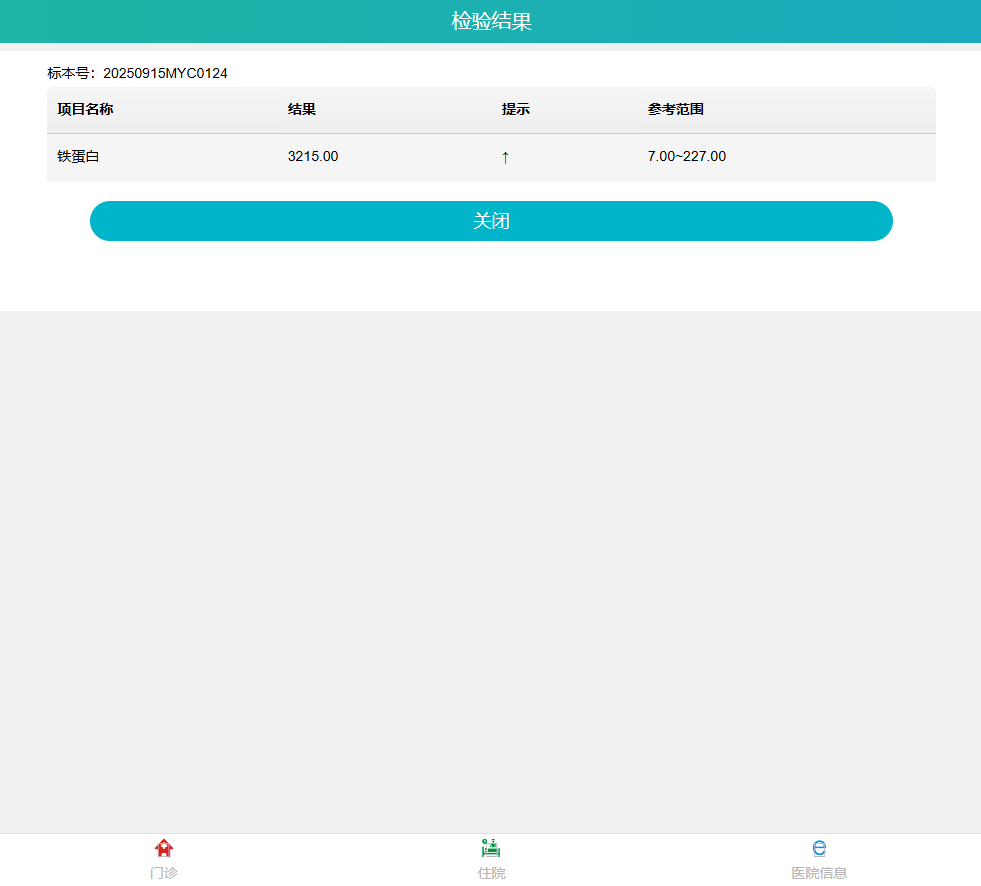 检验结果
标本号：20250915MYC0124
项目名称 结果 提示 参考范围
铁蛋白 3215.00 ↑ 7.00~227.00
关闭
门诊 住院 医院信息